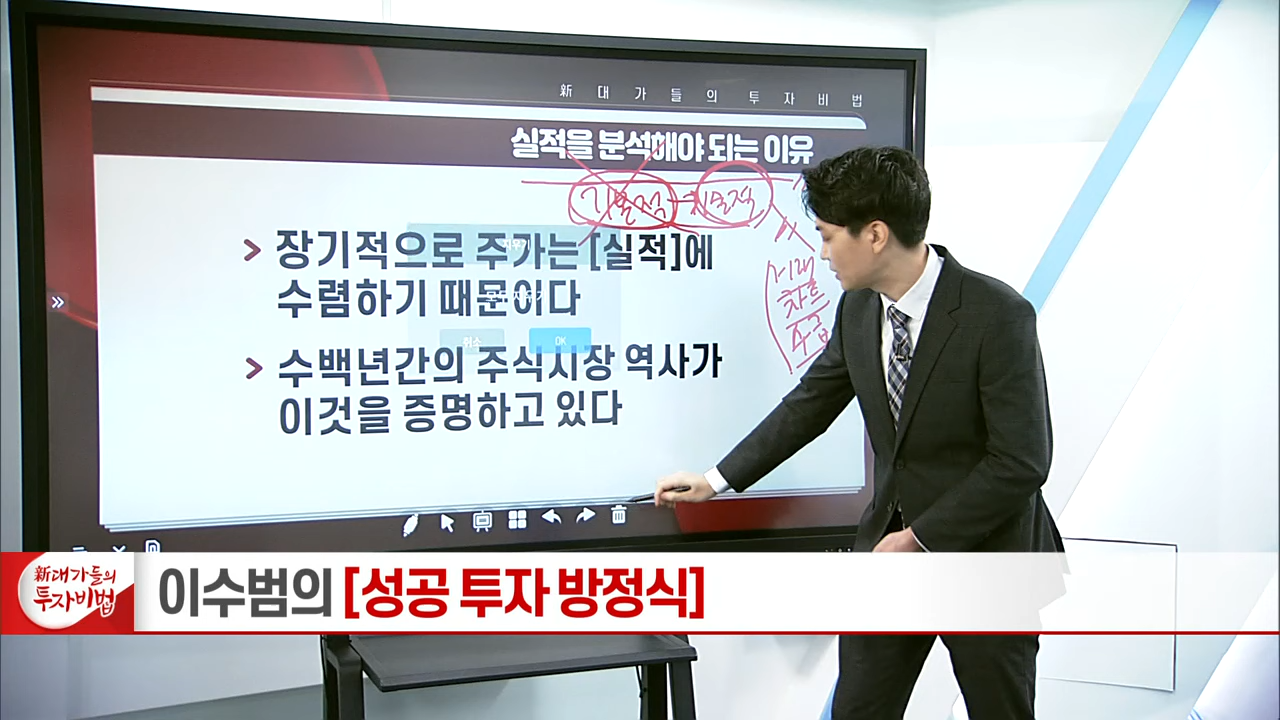 新대가들의투자비법
실적을 분석해야 되는 이유
실적
장기적으로 주가는 [실적]에
수렴하기 때문이다
취소
OK
수백년간의 주식시장 역사가
이것을 증명하고 있다
新대가들의
투자비법
이수범의 [성공 투자 방정식]